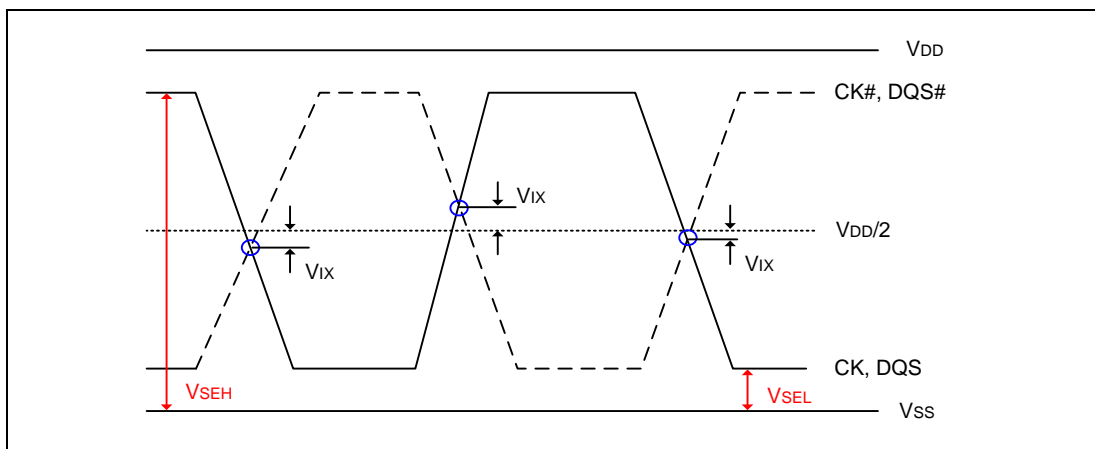 VDD
CK#, DQS#
VIX
VDD/2
VIX
VIX
CK, DQS
VSEH
VSEL
VSS